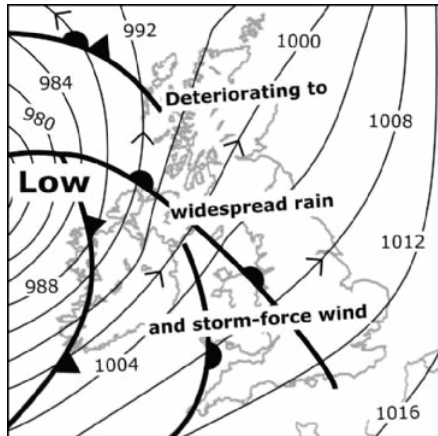 992
1000
984
Deteriorating to
980
1008
Low
widespread rain
1012
988
and storm-force wind
1004
1016